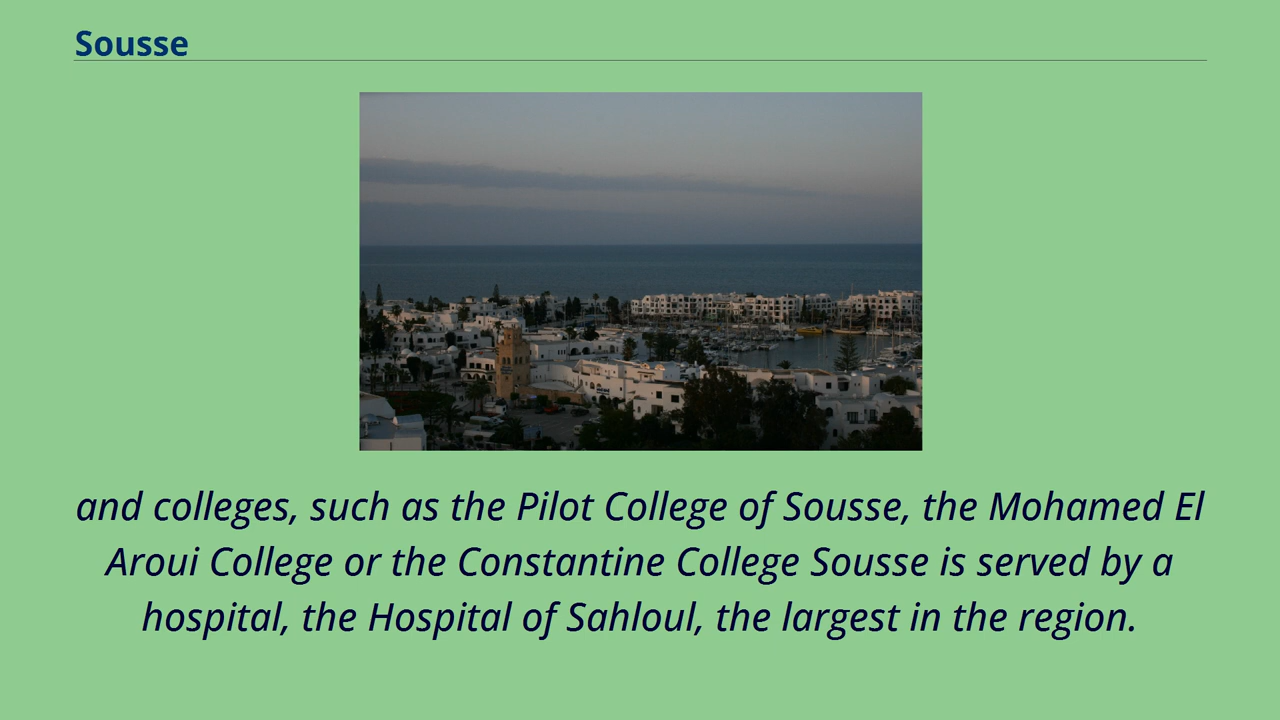 Sousse
and colleges, such as the Pilot College of Sousse, the Mohamed El
Aroui College or the Constantine College Sousse is served by a
hospital, the Hospital of Sahloul, the largest in the region.